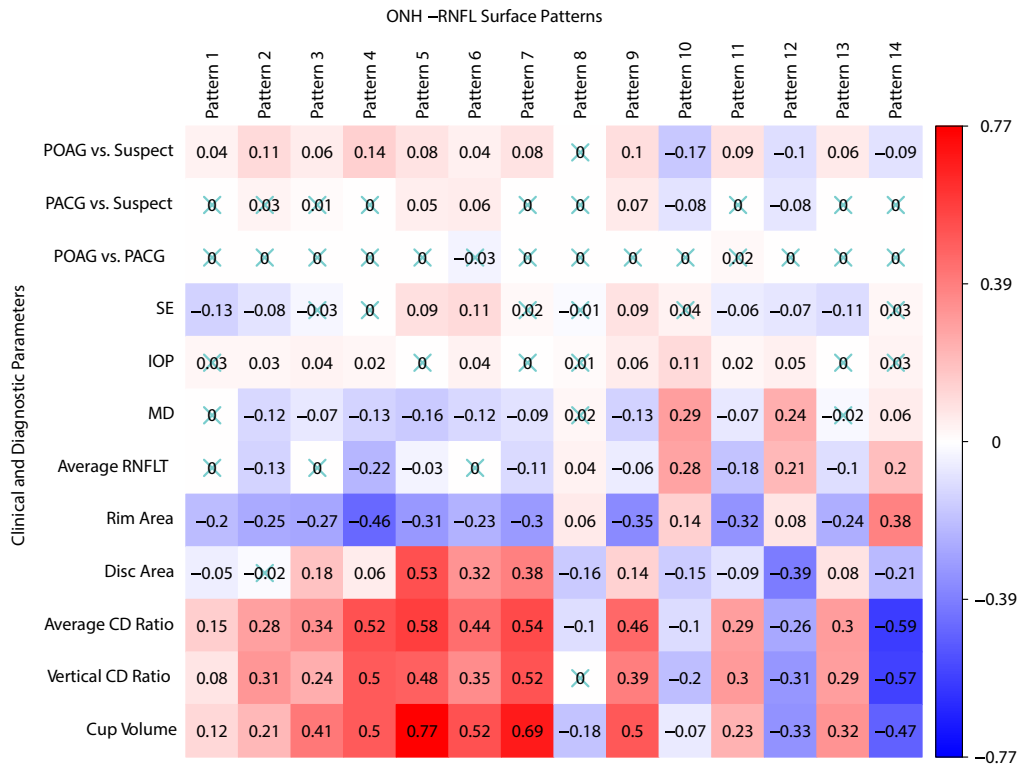 ONH −RNFL Surface Patterns
Pattern 1 Pattern 2 Pattern 3 Pattern 4 Pattern 5 Pattern 6 Pattern 7 Pattern 8 Pattern 9 Pattern 10 Pattern 11 Pattern 12 Pattern 13 Pattern 14
POAG vs. Suspect 0.04 0.11 0.06 0.14 0.08 0.04 0.08 0 0.1 −0.17 0.09 −0.1 0.06 −0.09
PACG vs. Suspect 0 0.03 0.01 0 0.05 0.06 0 0 0.07 −0.08 0 −0.08 0 0
POAG vs. PACG 0 0 0 0 0 −0.03 0 0 0 0 0.02 0 0 0
SE −0.13 −0.08 −0.03 0 0.09 0.11 0.02 −0.01 0.09 0.04 −0.06 −0.07 −0.11 0.03
IOP 0.03 0.03 0.04 0.02 0 0.04 0 0.01 0.06 0.11 0.02 0.05 0 0.03
MD 0 −0.12 −0.07 −0.13 −0.16 −0.12 −0.09 0.02 −0.13 0.29 −0.07 0.24 −0.02 0.06
Average RNFLT 0 −0.13 0 −0.22 −0.03 0 −0.11 0.04 −0.06 0.28 −0.18 0.21 −0.1 0.2
Rim Area −0.2 −0.25 −0.27 −0.46 −0.31 −0.23 −0.3 0.06 −0.35 0.14 −0.32 0.08 −0.24 0.38
Disc Area −0.05 −0.02 0.18 0.06 0.53 0.32 0.38 −0.16 0.14 −0.15 −0.09 −0.39 0.08 −0.21
Average CD Ratio 0.15 0.28 0.34 0.52 0.58 0.44 0.54 −0.1 0.46 −0.1 0.29 −0.26 0.3 −0.59
Vertical CD Ratio 0.08 0.31 0.24 0.5 0.48 0.35 0.52 0 0.39 −0.2 0.3 −0.31 0.29 −0.57
Cup Volume 0.12 0.21 0.41 0.5 0.77 0.52 0.69 −0.18 0.5 −0.07 0.23 −0.33 0.32 −0.47
Clinical and Diagnostic Parameters
0.77
0.39
0
−0.39
−0.77